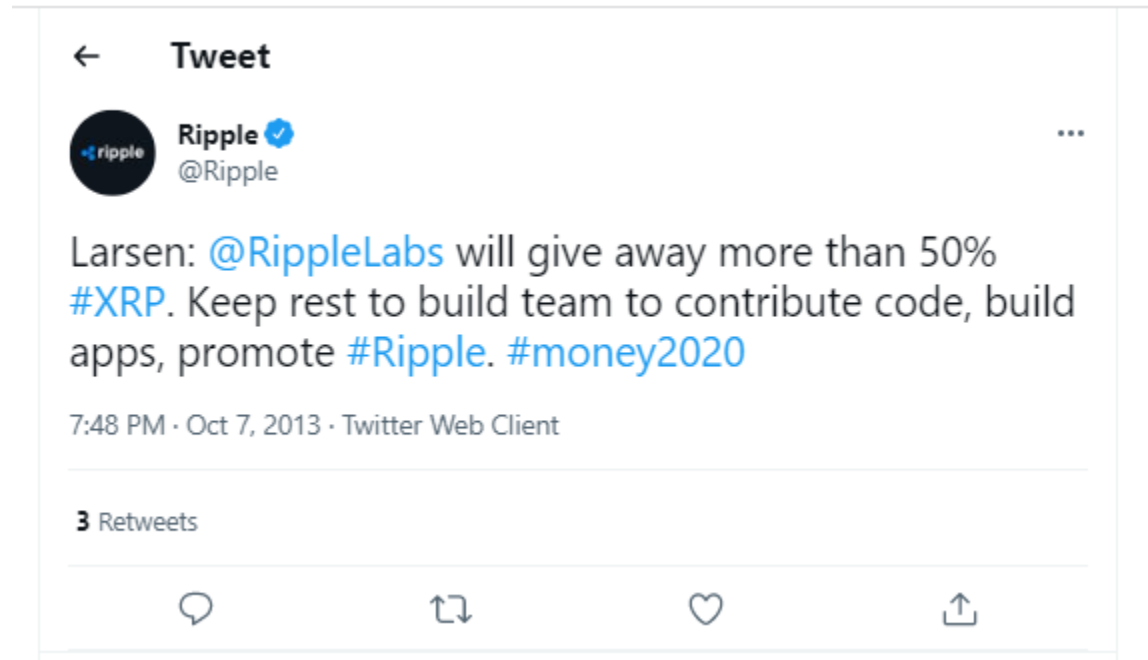 Tweet
ripple
Ripple
@Ripple
Larsen: @RippleLabs will give away more than 50%
#XRP. Keep rest to build team to contribute code, build
apps, promote #Ripple. #money2020
7:48 PM · Oct 7, 2013 · Twitter Web Client
3 Retweets